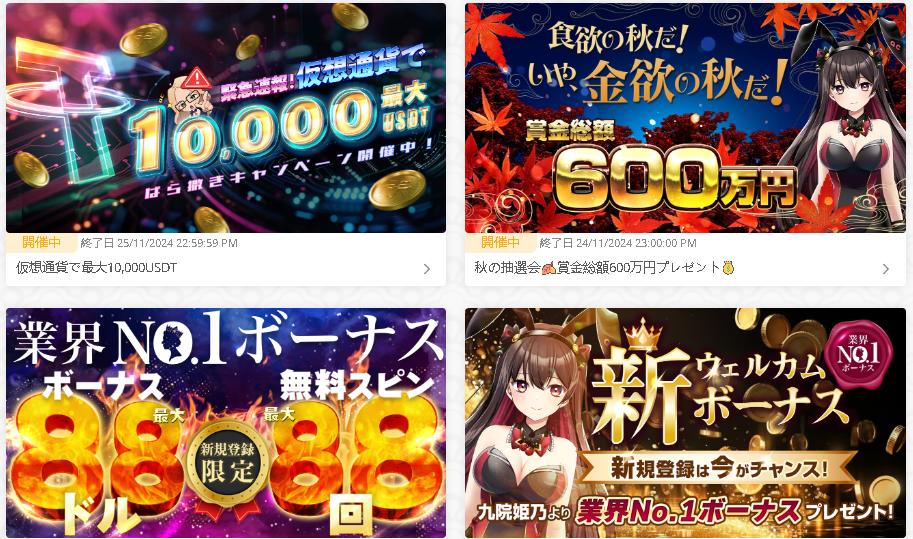 緊急速報!仮想通貨で
10,000最大USDT
ばら撒きキャンペーン開催中!
開催中 終了日 25/11/2024 22:59:59 PM
仮想通貨で最大10,000USDT
食欲の秋だ!
いや、金欲の秋だ!
賞金総額
600万円
開催中 終了日 24/11/2024 23:00:00 PM
秋の抽選会🍂賞金総額600万円プレゼント💰
業界NO.1ボーナス
ボーナス 無料スピン
最大 最大
88 88
新規登録
限定
ドル 回
新ウェルカム
ボーナス
業界
NO.1
ボーナス
新規登録は今がチャンス!
九院姫乃より業界No.1ボーナスプレゼント!